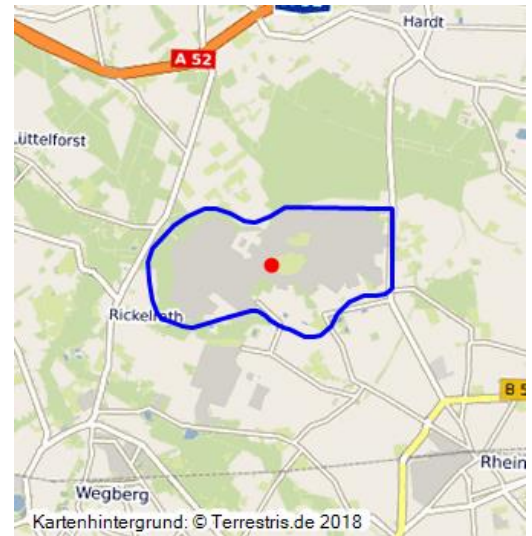 Hardt
A 52
Lüttelforst
Rickelrath
B 5
Rhein
Wegberg
Kartenhintergrund: © Terrestris.de 2018